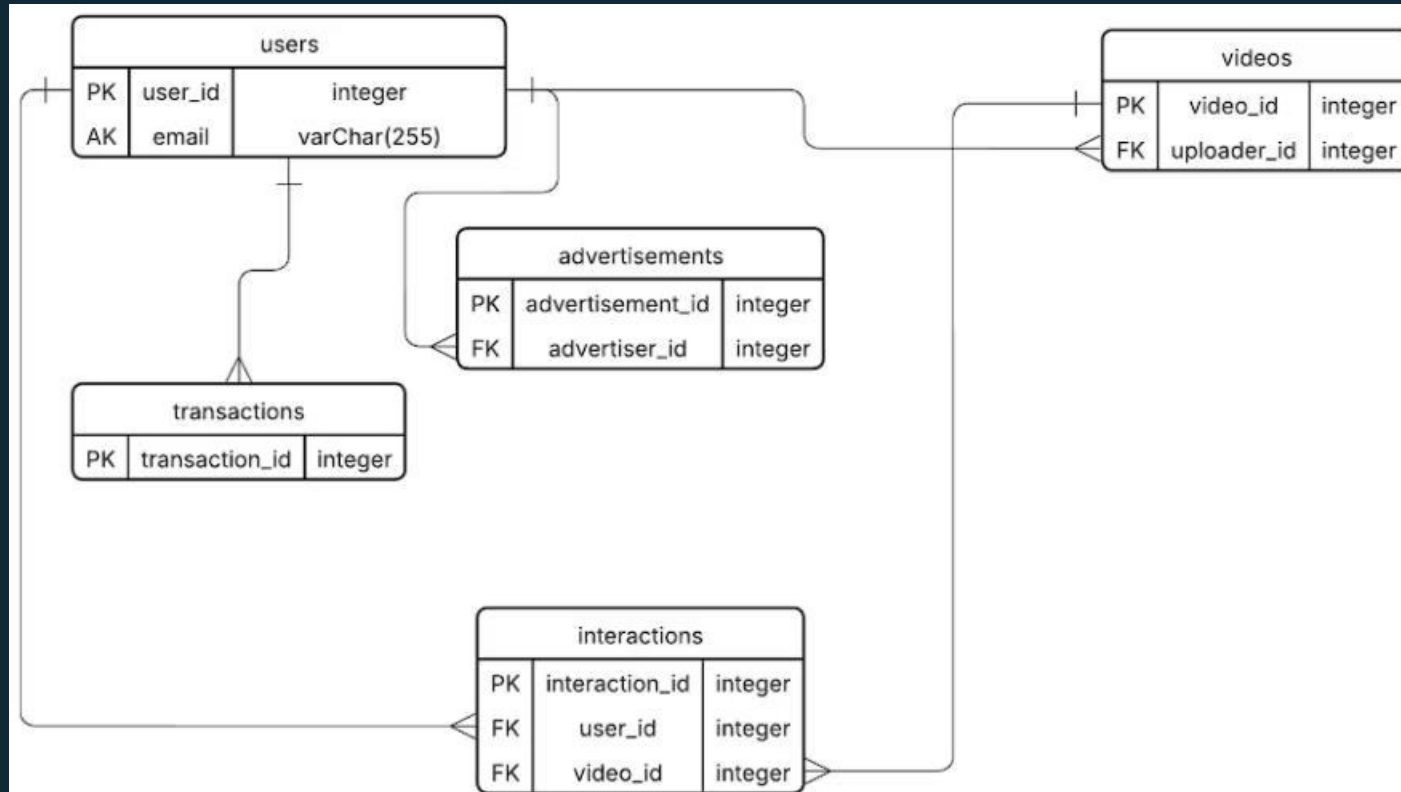 users
PK user_id integer
AK email varChar(255)
videos
PK video_id integer
FK uploader_id integer
advertisements
PK advertisement_id integer
FK advertiser_id integer
transactions
PK transaction_id integer
interactions
PK interaction_id integer
FK user_id integer
FK video_id integer